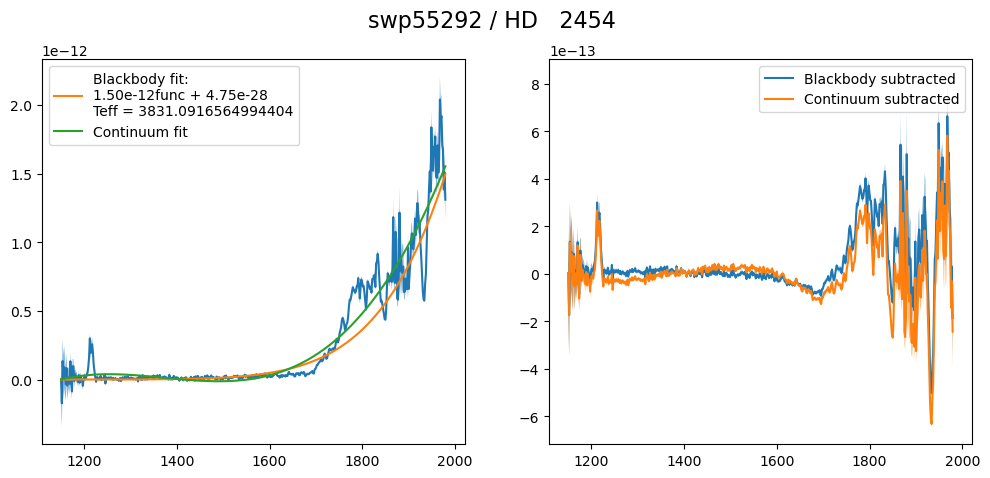 swp55292 / HD   2454
1e−12
Blackbody fit:
1.50e-12func + 4.75e-28
Teff = 3831.0916564994404
Continuum fit
2.0
1.5
1.0
0.5
0.0
1200 1400 1600 1800 2000
1e−13
Blackbody subtracted
Continuum subtracted
8
6
4
2
0
−2
−4
−6
1200 1400 1600 1800 2000